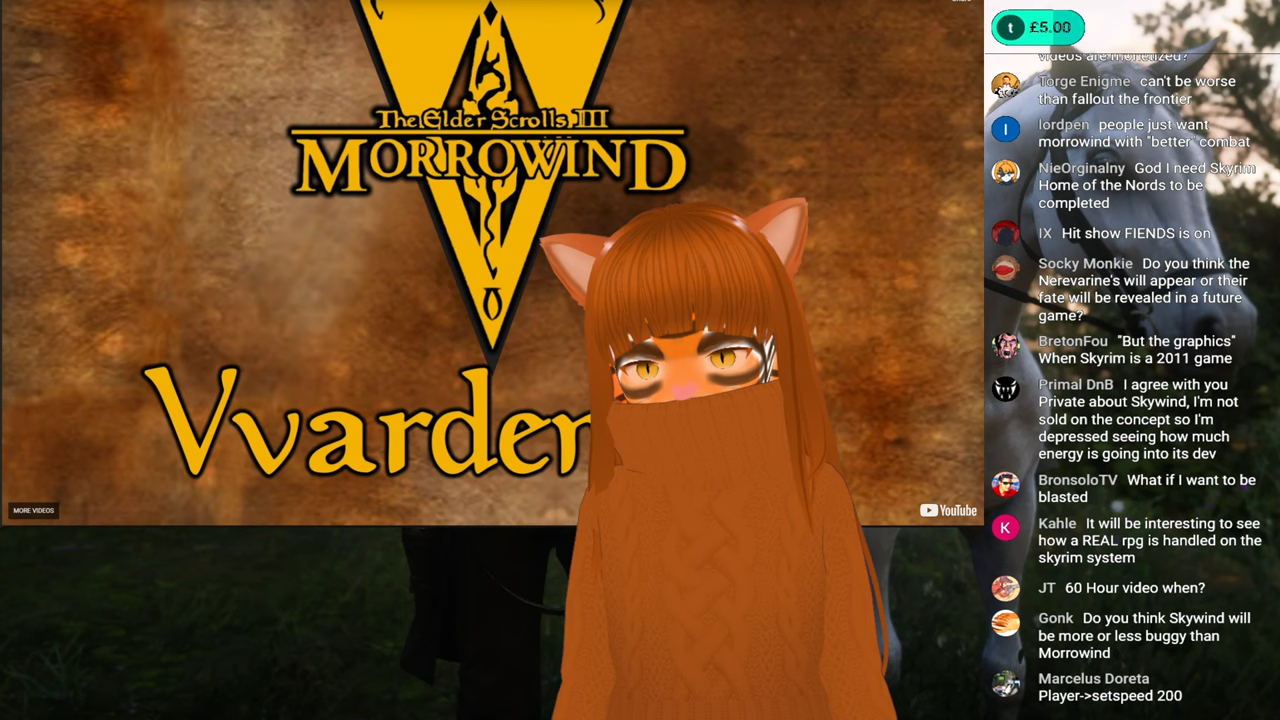 The Elder Scrolls III
MORROWIND
Vvarden
MORE VIDEOS
YouTube
t £5.00
videos are monetized?
Torge Enigme can't be worse
than fallout the frontier
lordpen people just want
morrowind with "better" combat
NieOrginalny God I need Skyrim
Home of the Nords to be
completed
IX Hit show FIENDS is on
Socky Monkie Do you think the
Nerevarine's will appear or their
fate will be revealed in a future
game?
BretonFou "But the graphics"
When Skyrim is a 2011 game
Primal DnB I agree with you
Private about Skywind, I'm not
sold on the concept so I'm
depressed seeing how much
energy is going into its dev
BronsoloTV What if I want to be
blasted
K Kahle It will be interesting to see
how a REAL rpg is handled on the
skyrim system
JT 60 Hour video when?
Gonk Do you think Skywind will
be more or less buggy than
Morrowind
Marcelus Doreta
Player->setspeed 200